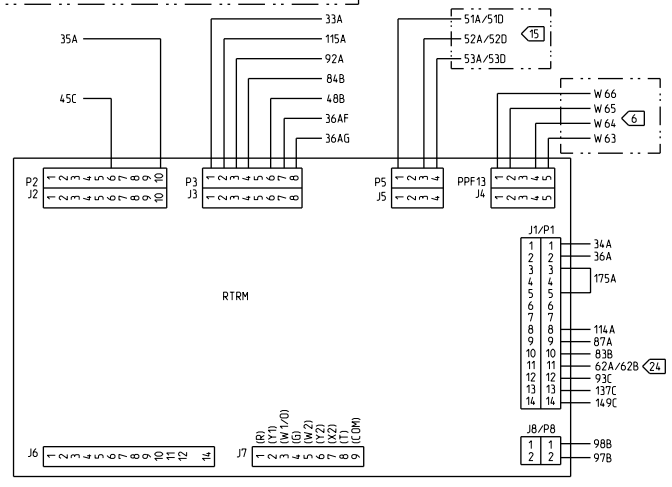 33A
115A
92A
84B
48B
36AF
36AG
35A
45C
51A/51D
52A/52D
53A/53D
15
W66
W65
W64
W63
6
P2 1 2 3 4 5 6 7 8 9 10
J2 1 2 3 4 5 6 7 8 9 10
P3 1 2 3 4 5 6 7 8
J3 1 2 3 4 5 6 7 8
P5 1 2 3 4
J5 1 2 3 4
PPF13 1 2 3 4 5
J4 1 2 3 4 5
RTRM
J1/P1
1 1 34A
2 2 36A
3 3
4 4 175A
5 5
6 6
7 7
8 8 114A
9 9 87A
10 10 83B
11 11 62A/62B 24
12 12 93C
13 13 137C
14 14 149C
J8/P8
1 1 98B
2 2 97B
J6 1 2 3 4 5 6 7 8 9 10 11 12 14
J7 1 2 3 4 5 6 7 8 9
(R) (Y1) (W1/O) (G) (W2) (Y2) (X2) (T) (COM)